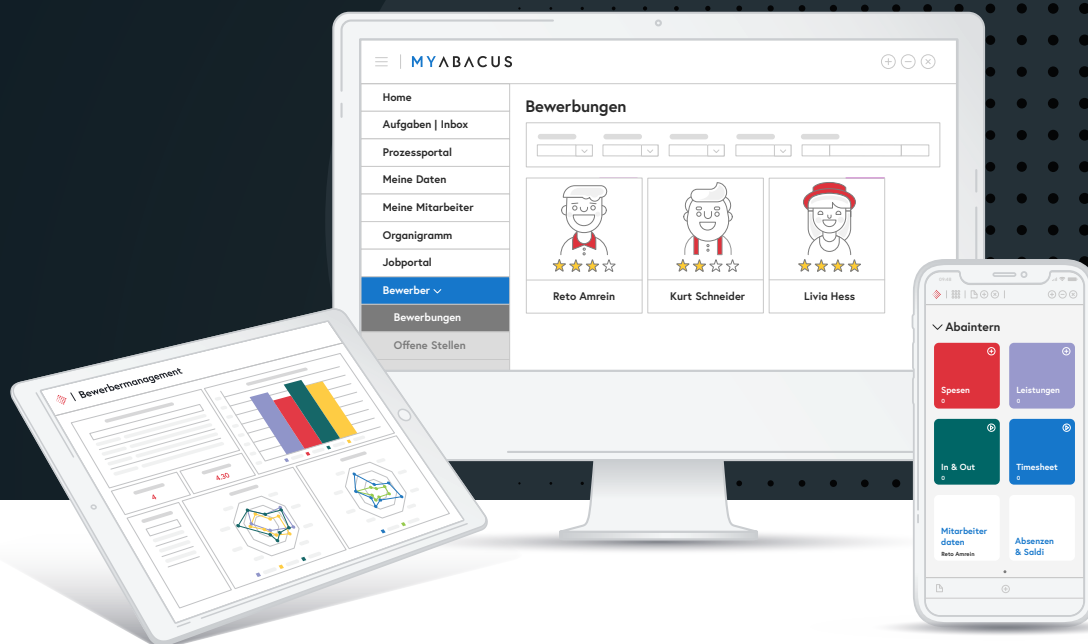 MYABACUS
Home
Aufgaben | Inbox
Prozessportal
Meine Daten
Meine Mitarbeiter
Organigramm
Jobportal
Bewerber
Bewerbungen
Offene Stellen
Bewerbungen
Reto Amrein
Kurt Schneider
Livia Hess
Bewerbermanagement
4
4.30
Abaintern
Spesen
0
Leistungen
0
In & Out
0
Timesheet
0
Mitarbeiter
daten
Reto Amrein
Absenzen
& Saldi